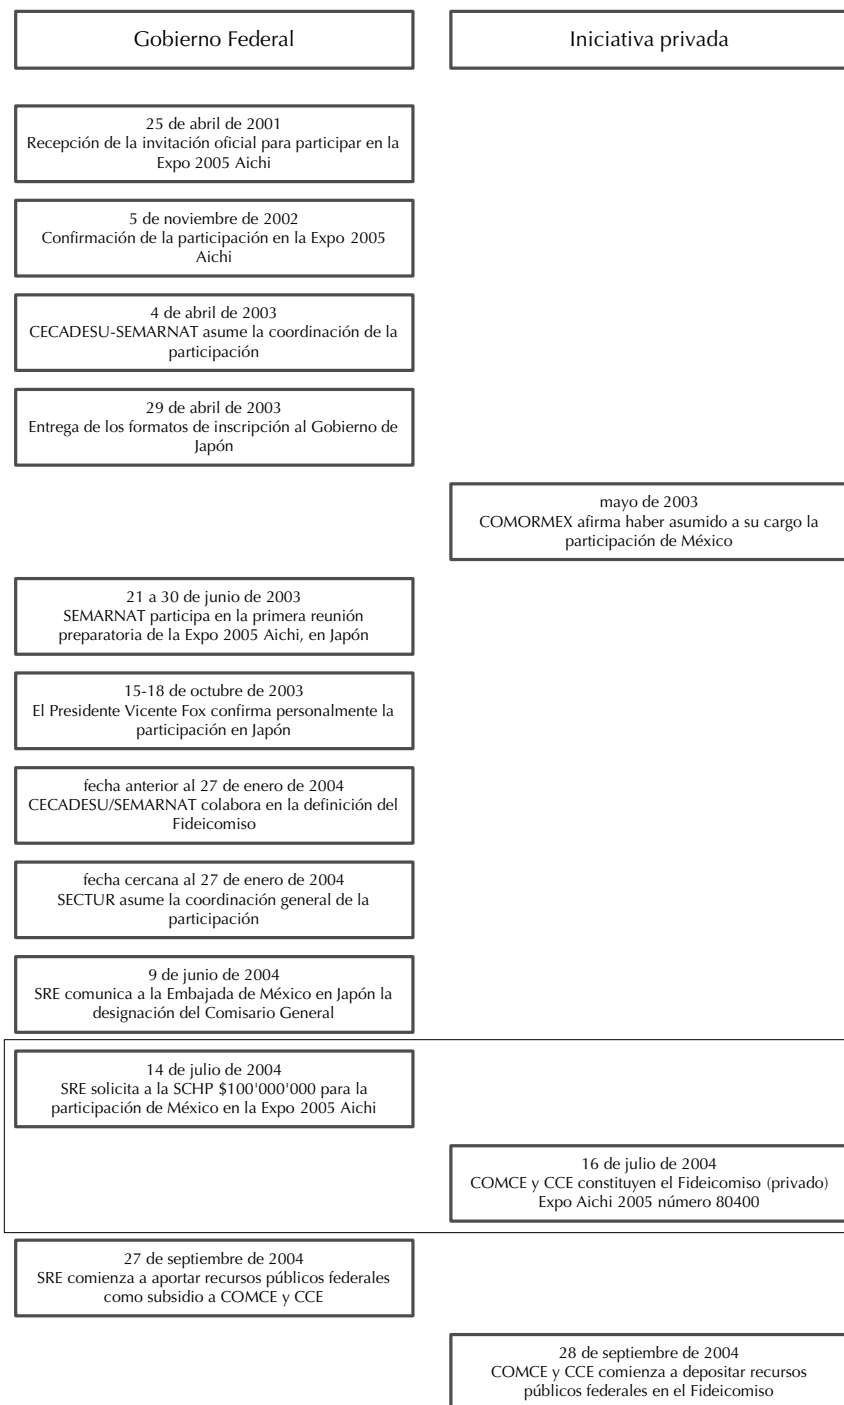 Gobierno Federal
Iniciativa privada
25 de abril de 2001
Recepción de la invitación oficial para participar en la
Expo 2005 Aichi
5 de noviembre de 2002
Confirmación de la participación en la Expo 2005
Aichi
4 de abril de 2003
CECADESU-SEMARNAT asume la coordinación de la
participación
29 de abril de 2003
Entrega de los formatos de inscripción al Gobierno de
Japón
mayo de 2003
COMORMEX afirma haber asumido a su cargo la
participación de México
21 a 30 de junio de 2003
SEMARNAT participa en la primera reunión
preparatoria de la Expo 2005 Aichi, en Japón
15-18 de octubre de 2003
El Presidente Vicente Fox confirma personalmente la
participación en Japón
fecha anterior al 27 de enero de 2004
CECADESU/SEMARNAT colabora en la definición del
Fideicomiso
fecha cercana al 27 de enero de 2004
SECTUR asume la coordinación general de la
participación
9 de junio de 2004
SRE comunica a la Embajada de México en Japón la
designación del Comisario General
14 de julio de 2004
SRE solicita a la SCHP $100'000'000 para la
participación de México en la Expo 2005 Aichi
16 de julio de 2004
COMCE y CCE constituyen el Fideicomiso (privado)
Expo Aichi 2005 número 80400
27 de septiembre de 2004
SRE comienza a aportar recursos públicos federales
como subsidio a COMCE y CCE
28 de septiembre de 2004
COMCE y CCE comienza a depositar recursos
públicos federales en el Fideicomiso